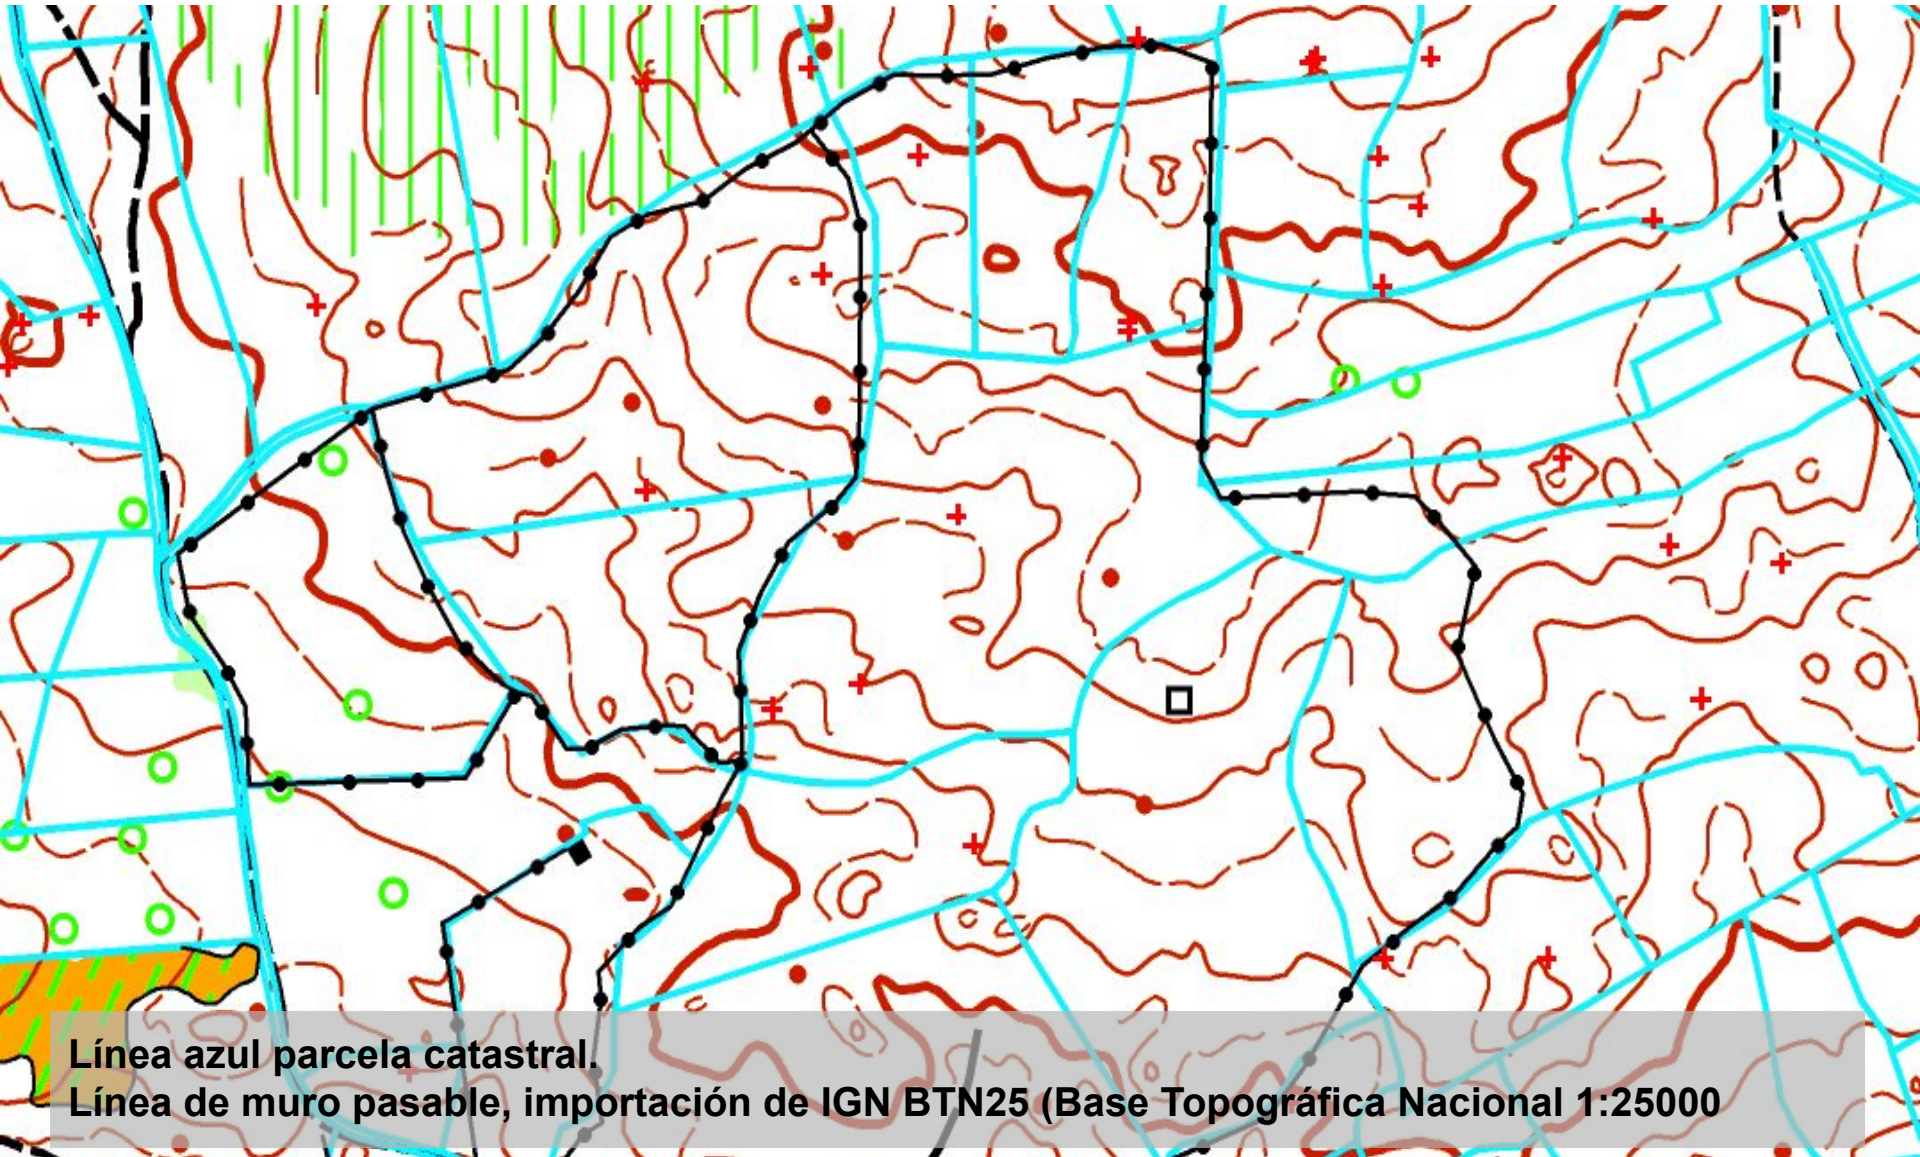 Línea azul parcela catastral.
Línea de muro pasable, importación de IGN BTN25 (Base Topográfica Nacional 1:25000